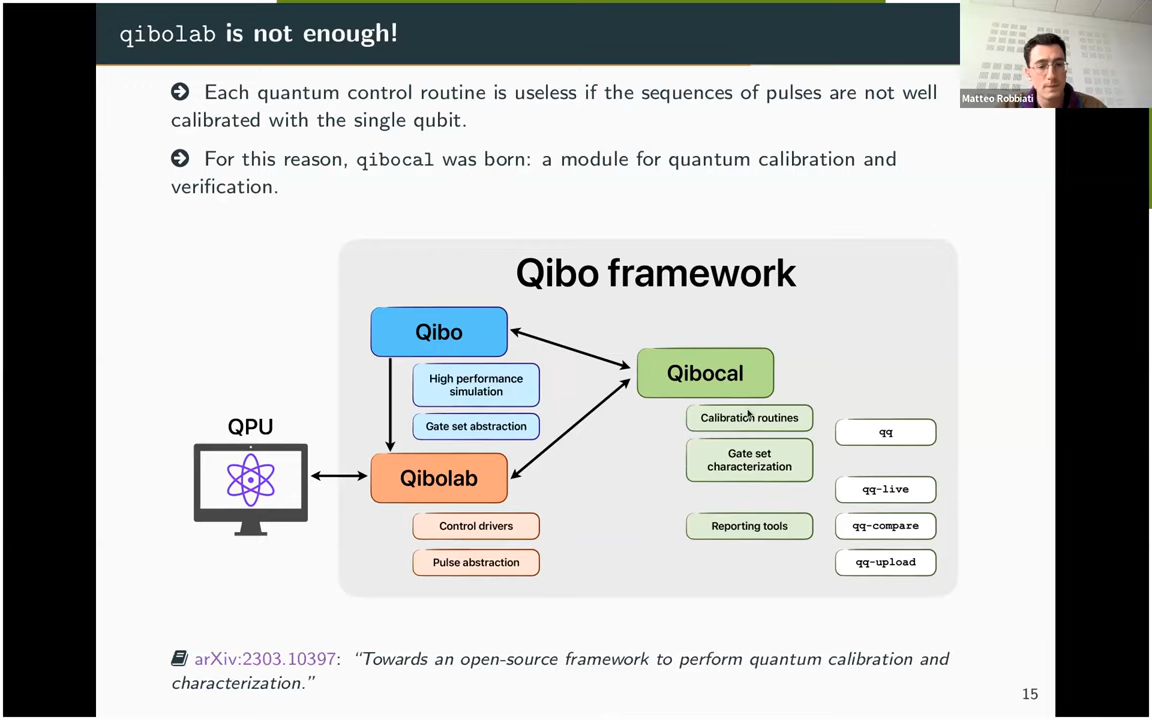 qibolab is not enough!
Matteo Robbiati
Each quantum control routine is useless if the sequences of pulses are not well
calibrated with the single qubit.
For this reason, qibocal was born: a module for quantum calibration and
verification.
Qibo framework
Qibo
High performance
simulation
Gate set abstraction
QPU
Qibolab
Control drivers
Pulse abstraction
Qibocal
Calibration routines
Gate set
characterization
Reporting tools
qq
qq-live
qq-compare
qq-upload
arXiv:2303.10397: “Towards an open-source framework to perform quantum calibration and
characterization.”
15